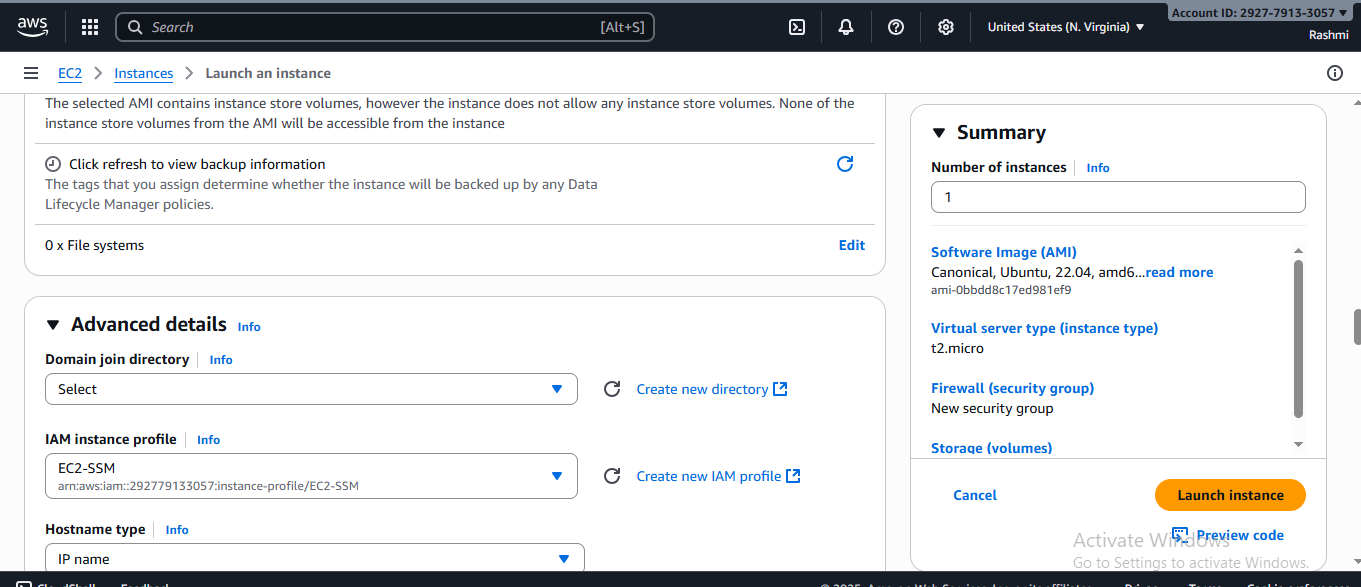 aws
Search
[Alt+S]
United States (N. Virginia)
Account ID: 2927-7913-3057
Rashmi
EC2
Instances
Launch an instance
The selected AMI contains instance store volumes, however the instance does not allow any instance store volumes. None of the
instance store volumes from the AMI will be accessible from the instance
Click refresh to view backup information
The tags that you assign determine whether the instance will be backed up by any Data
Lifecycle Manager policies.
0 x File systems
Edit
Advanced details Info
Domain join directory Info
Select
Create new directory
IAM instance profile Info
EC2-SSM
arn:aws:iam::292779133057:instance-profile/EC2-SSM
Create new IAM profile
Hostname type Info
IP name
Summary
Number of instances Info
1
Software Image (AMI)
Canonical, Ubuntu, 22.04, amd6...read more
ami-0bbdd8c17ed981ef9
Virtual server type (instance type)
t2.micro
Firewall (security group)
New security group
Storage (volumes)
Cancel
Launch instance
Preview code
Activate Windows
Go to Settings to activate Windows.
CloudShell Feedback